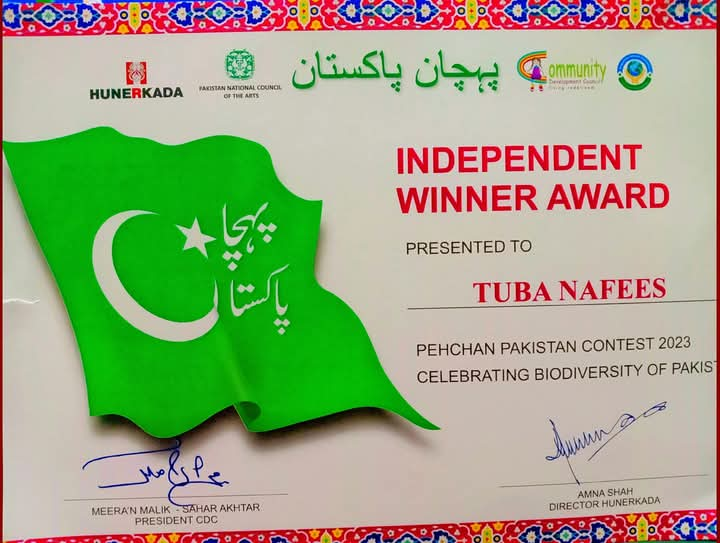 HUNERKADA
PAKISTAN NATIONAL COUNCIL
OF THE ARTS
پہچان پاکستان
Community
Development Council
living redefined
INDEPENDENT
WINNER AWARD
PRESENTED TO
TUBA NAFEES
PEHCHAN PAKISTAN CONTEST 2023
CELEBRATING BIODIVERSITY OF PAKIST
پہچان
پاکستان
MEERA'N MALIK - SAHAR AKHTAR
PRESIDENT CDC
AMNA SHAH
DIRECTOR HUNERKADA